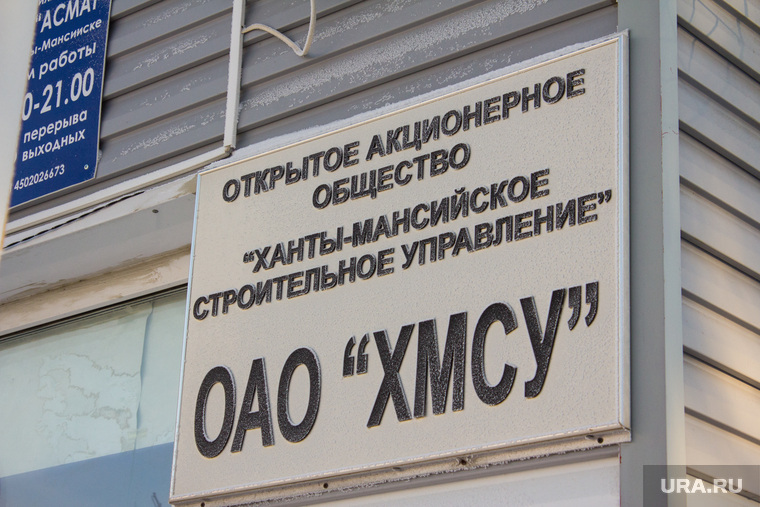 "АСМАТ
ы-Мансийске
м работы
0-21.00
перерыва
выходных
4502026673
ОТКРЫТОЕ АКЦИОНЕРНОЕ
ОБЩЕСТВО
"ХАНТЫ-МАНСИЙСКОЕ
СТРОИТЕЛЬНОЕ УПРАВЛЕНИЕ"
ОАО "ХМСУ"
URA.RU